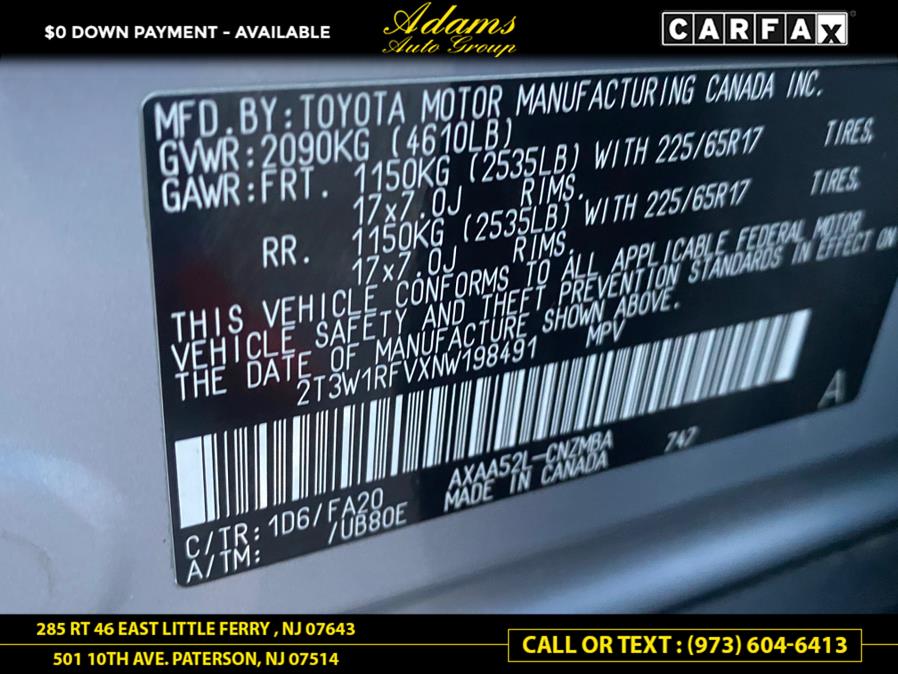 $0 DOWN PAYMENT - AVAILABLE
Adams
Auto Group
CARFAX
MFD.BY:TOYOTA MOTOR MANUFACTURING CANADA INC.
GVWR:2090KG (4610LB)
GAWR:FRT. 1150KG (2535LB) WITH 225/65R17 TIRES,
17x7.0J RIMS.
RR. 1150KG (2535LB) WITH 225/65R17 TIRES,
17x7.0J RIMS.
THIS VEHICLE CONFORMS TO ALL APPLICABLE FEDERAL MOTOR
VEHICLE SAFETY AND THEFT PREVENTION STANDARDS IN EFFECT ON
THE DATE OF MANUFACTURE SHOWN ABOVE.
2T3W1RFVXNW198491 MPV
A
C/TR: 1D6/FA20 AXAA52L-CNZMBA 747
A/TM: /UB80E MADE IN CANADA
285 RT 46 EAST LITTLE FERRY , NJ 07643
501 10TH AVE. PATERSON, NJ 07514
CALL OR TEXT : (973) 604-6413